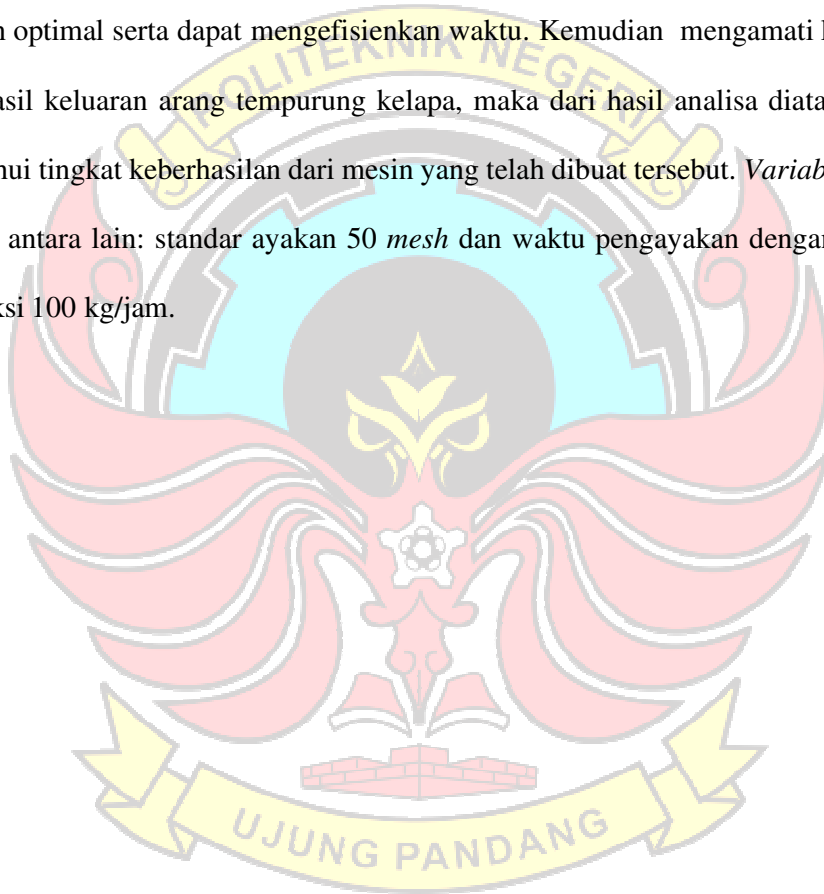 n optimal serta dapat mengefisienkan waktu. Kemudian mengamati
POLITEKNIK NEGERI
asil keluaran arang tempurung kelapa, maka dari hasil analisa diata
hui tingkat keberhasilan dari mesin yang telah dibuat tersebut. Variab
antara lain: standar ayakan 50 mesh dan waktu pengayakan dengan
ksi 100 kg/jam.
UJUNG PANDANG